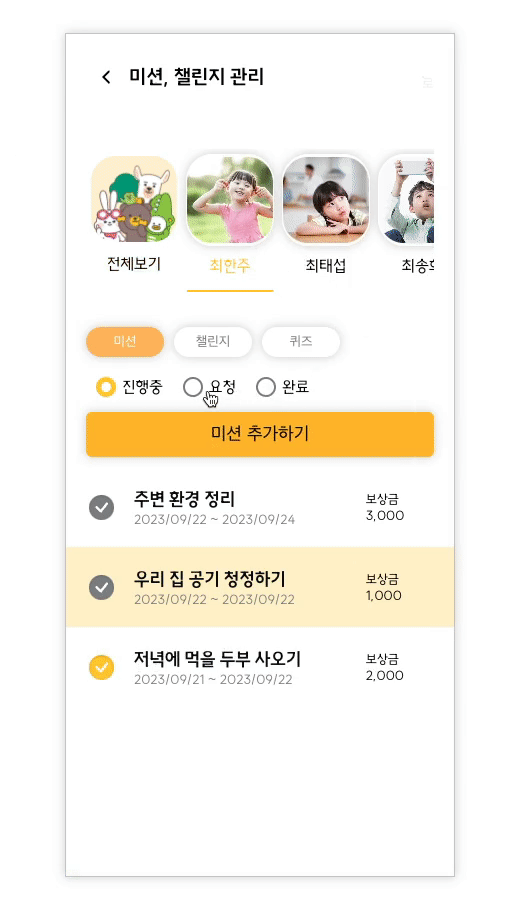 미션, 챌린지 관리
전체보기
최한주
최태섭
최송
미션
챌린지
퀴즈
진행중
요청
완료
미션 추가하기
주변 환경 정리
2023/09/22 ~ 2023/09/24
보상금
3,000
우리 집 공기 청정하기
2023/09/22 ~ 2023/09/22
보상금
1,000
저녁에 먹을 두부 사오기
2023/09/21 ~ 2023/09/22
보상금
2,000